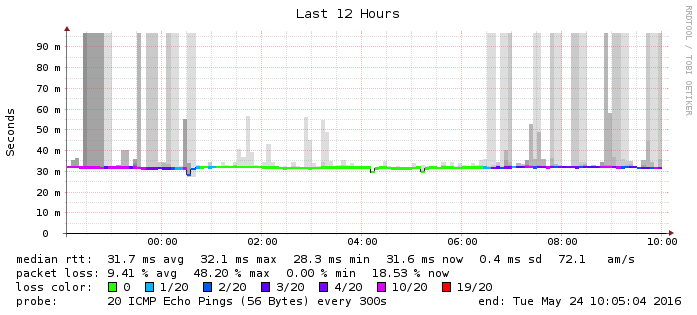 Last 12 Hours
RRDTOOL / TOBI OETIKER
Seconds
90 m
80 m
70 m
60 m
50 m
40 m
30 m
20 m
10 m
0
00:00 02:00 04:00 06:00 08:00 10:00
median rtt: 31.7 ms avg 32.1 ms max 28.3 ms min 31.6 ms now 0.4 ms sd 72.1 am/s
packet loss: 9.41 % avg 48.20 % max 0.00 % min 18.53 % now
loss color: 0 1/20 2/20 3/20 4/20 10/20 19/20
probe: 20 ICMP Echo Pings (56 Bytes) every 300s end: Tue May 24 10:05:04 2016